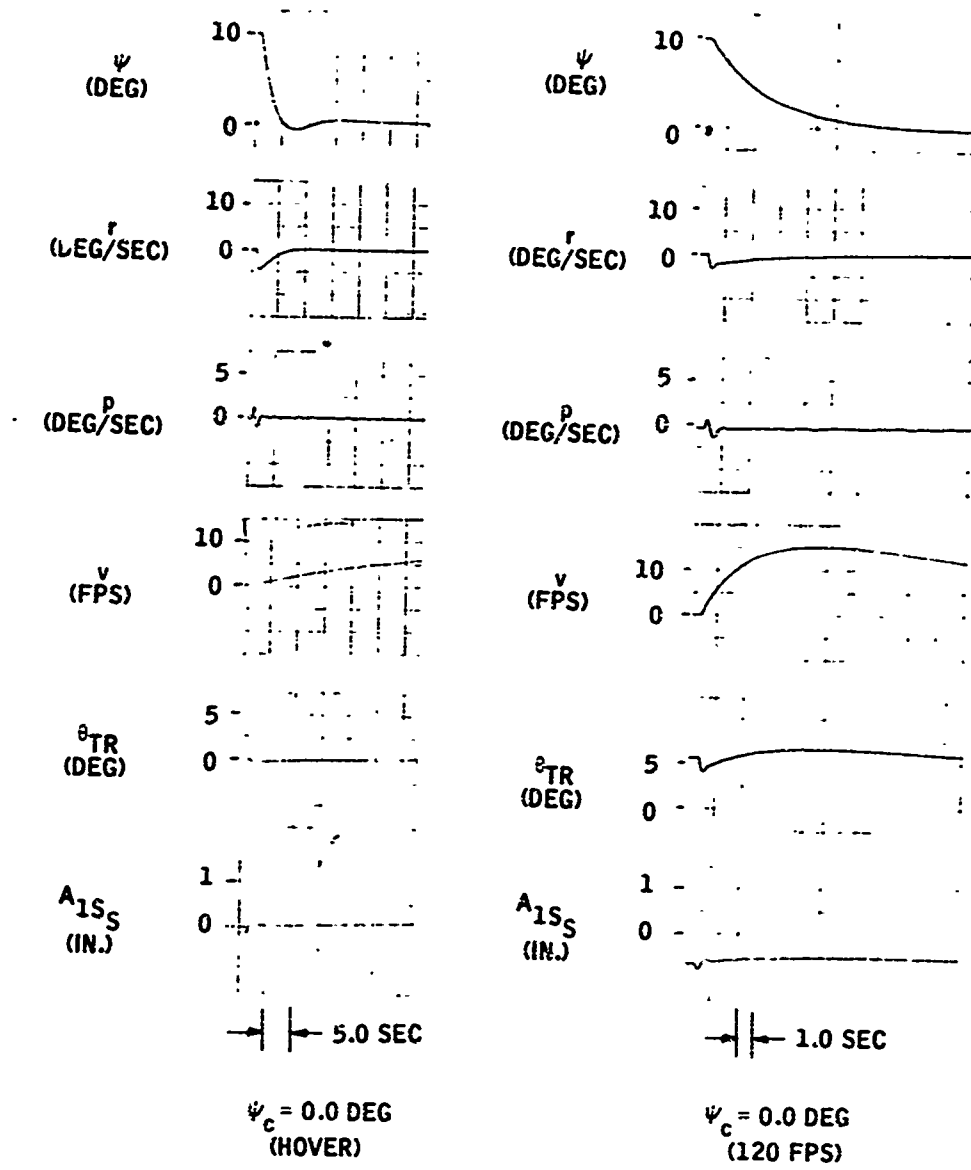 ψ
(DEG)
10
0
r
(DEG/SEC)
10
0
p
(DEG/SEC)
5
0
v
(FPS)
10
0
θTR
(DEG)
5
0
A1SS
(IN.)
1
0
5.0 SEC
ψc = 0.0 DEG
(HOVER)
ψ
(DEG)
10
0
r
(DEG/SEC)
10
0
p
(DEG/SEC)
5
0
v
(FPS)
10
0
θTR
(DEG)
5
0
A1SS
(IN.)
1
0
1.0 SEC
ψc = 0.0 DEG
(120 FPS)